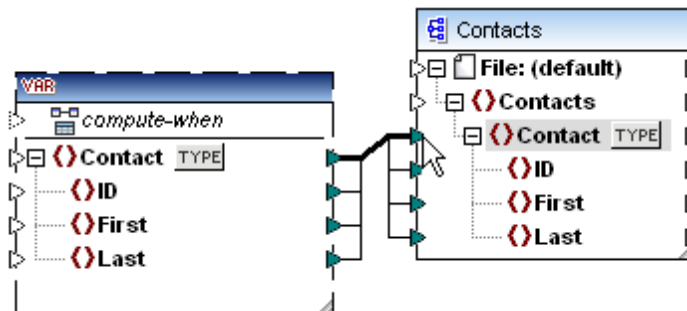 VAR
compute-when
Contact TYPE
ID
First
Last
Contacts
File: (default)
Contacts
Contact TYPE
ID
First
Last